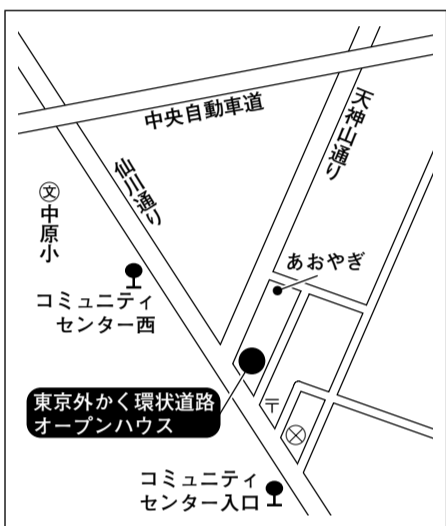 中央自動車道
天神山通り
仙川通り
文
中原小
あおやぎ
コミュニティ
センター西
東京外かく環状道路
オープンハウス
〒
コミュニティ
センター入口